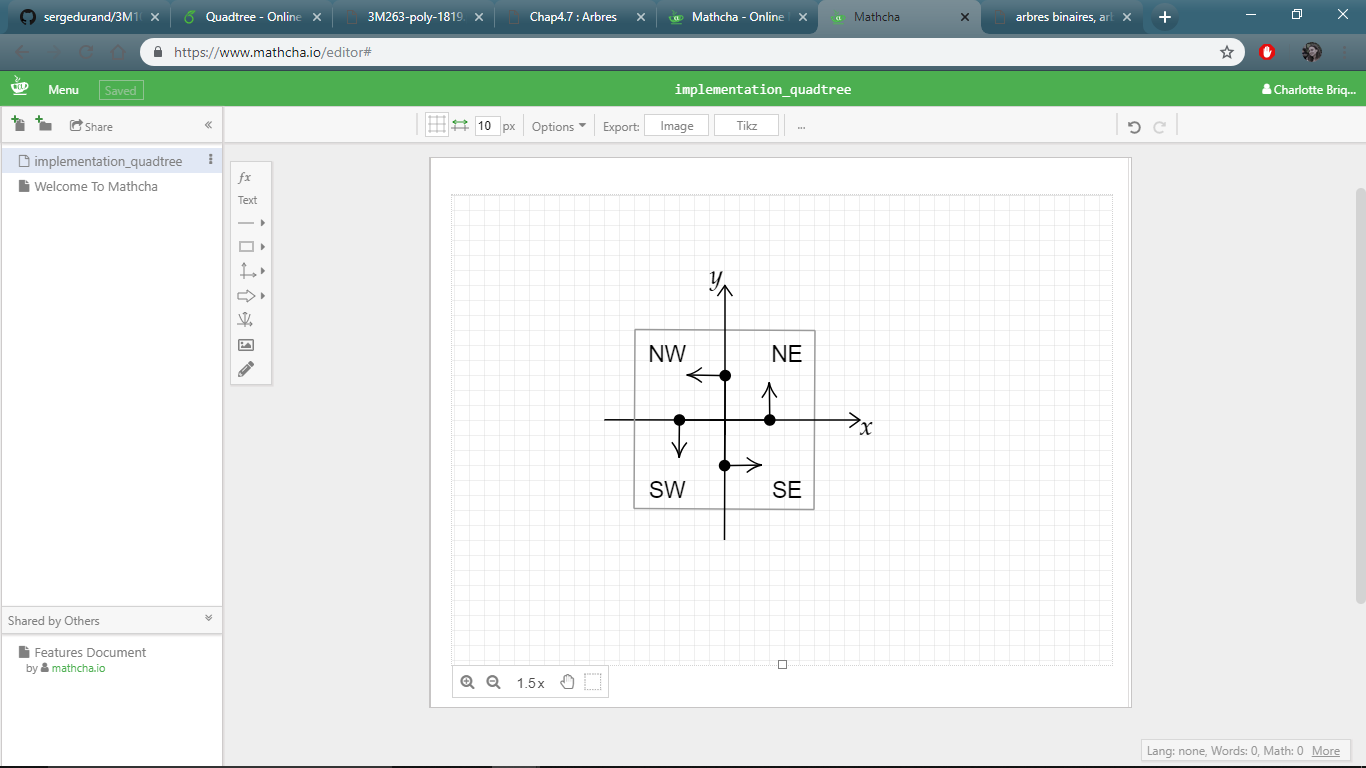 sergedurand/3M1
Quadtree - Online
3M263-poly-1819.
Chap4.7 : Arbres
Mathcha - Online
Mathcha
arbres binaires, ar
https://www.mathcha.io/editor#
Menu
Saved
implementation_quadtree
Charlotte Briq...
Share
«
10 px
Options
Export:
Image
Tikz
...
implementation_quadtree
Welcome To Mathcha
fx
Text
y
NW
NE
x
SW
SE
1.5x
Shared by Others
Features Document
by mathcha.io
Lang: none, Words: 0, Math: 0 More